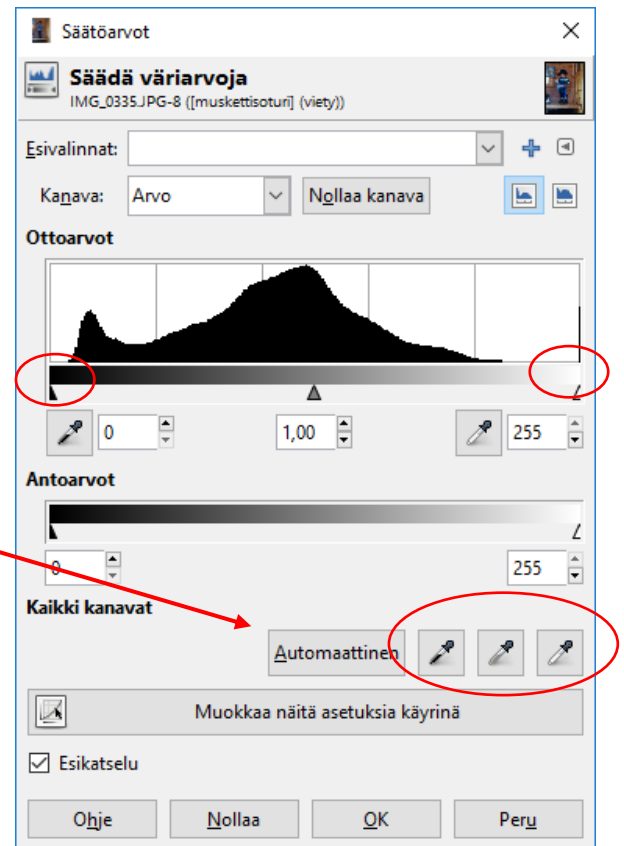 Säätöarvot
Säädä väriarvoja
IMG_0335.JPG-8 ([muskettisoturi] (viety))
Esivalinnat:
Kanava: Arvo Nollaa kanava
Ottoarvot
0 1,00 255
Antoarvot
0 255
Kaikki kanavat
Automaattinen
Muokkaa näitä asetuksia käyrinä
Esikatselu
Ohje Nollaa OK Peru